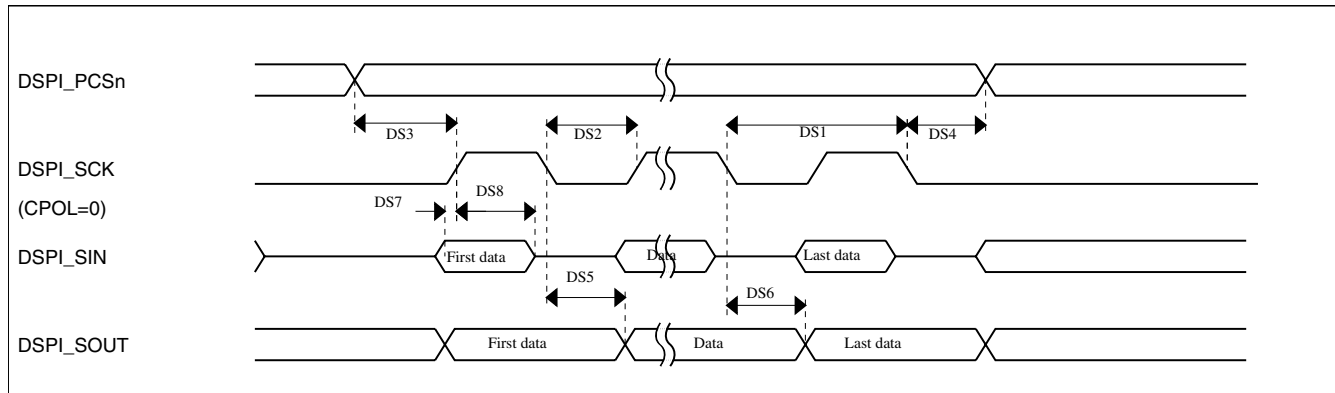 DSPI_PCSn
DS3
DS2
DS1
DS4
DSPI_SCK
(CPOL=0)
DS7
DS8
DSPI_SIN
First data
Data
Last data
DS5
DS6
DSPI_SOUT
First data
Data
Last data